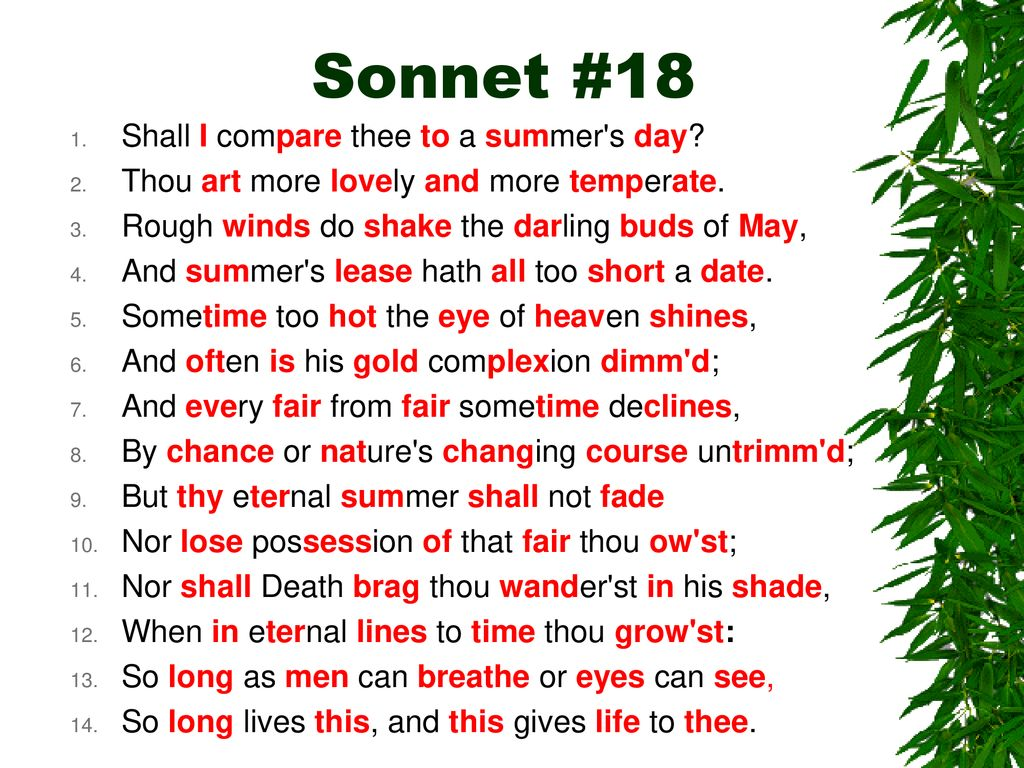 Sonnet #18
1. Shall I compare thee to a summer's day?
2. Thou art more lovely and more temperate.
3. Rough winds do shake the darling buds of May,
4. And summer's lease hath all too short a date.
5. Sometime too hot the eye of heaven shines,
6. And often is his gold complexion dimm'd;
7. And every fair from fair sometime declines,
8. By chance or nature's changing course untrimm'd;
9. But thy eternal summer shall not fade
10. Nor lose possession of that fair thou ow'st;
11. Nor shall Death brag thou wander'st in his shade,
12. When in eternal lines to time thou grow'st:
13. So long as men can breathe or eyes can see,
14. So long lives this, and this gives life to thee.